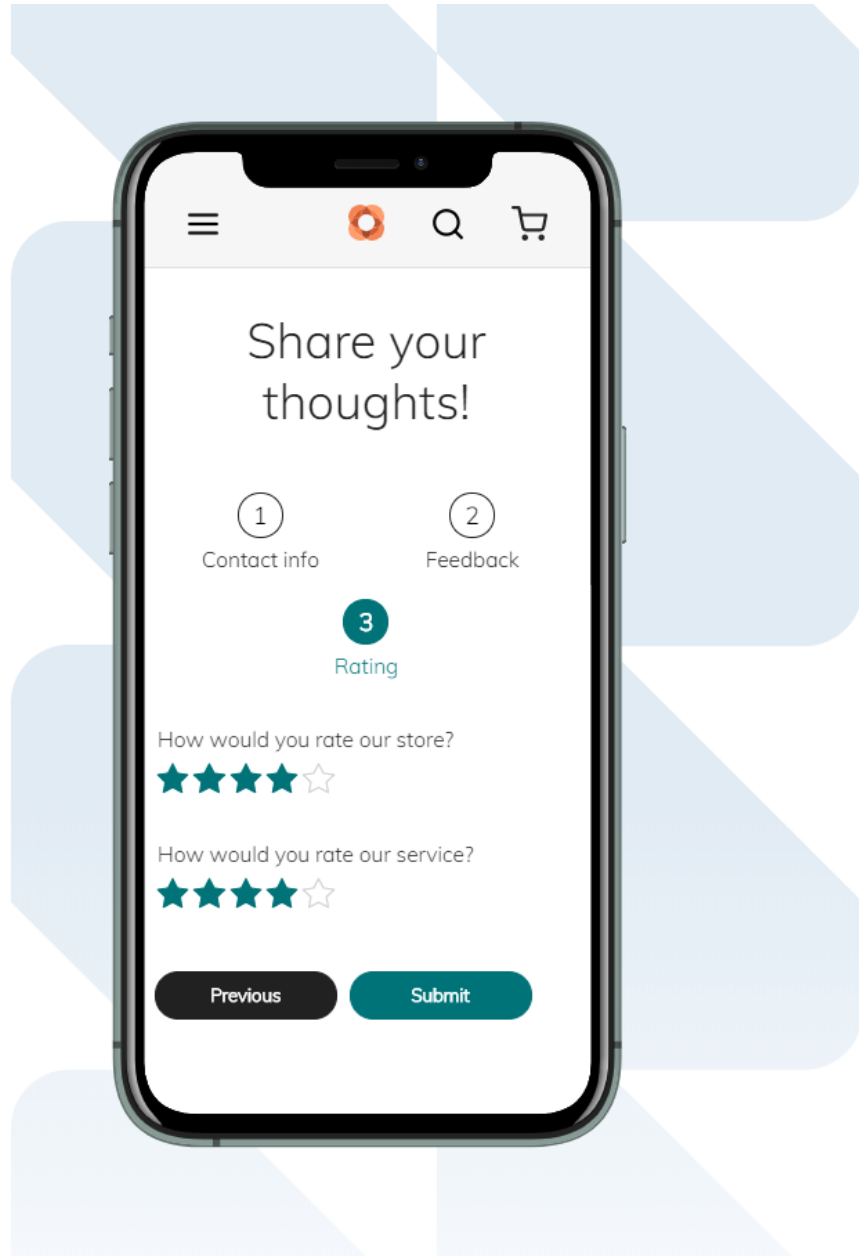 Share your
thoughts!
1
2
Contact info
Feedback
3
Rating
How would you rate our store?
How would you rate our service?
Previous
Submit